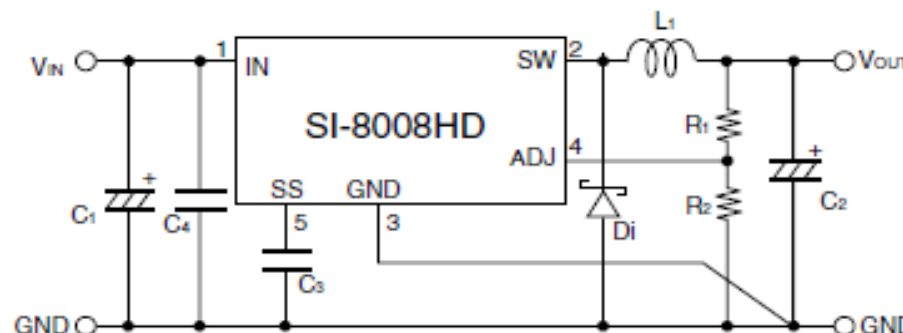 1
2
L1
VIN
IN
SW
VOUT
SI-8008HD
R1
ADJ
4
+
+
SS
GND
C1
C4
5
3
Di
R2
C2
C3
GND
GND